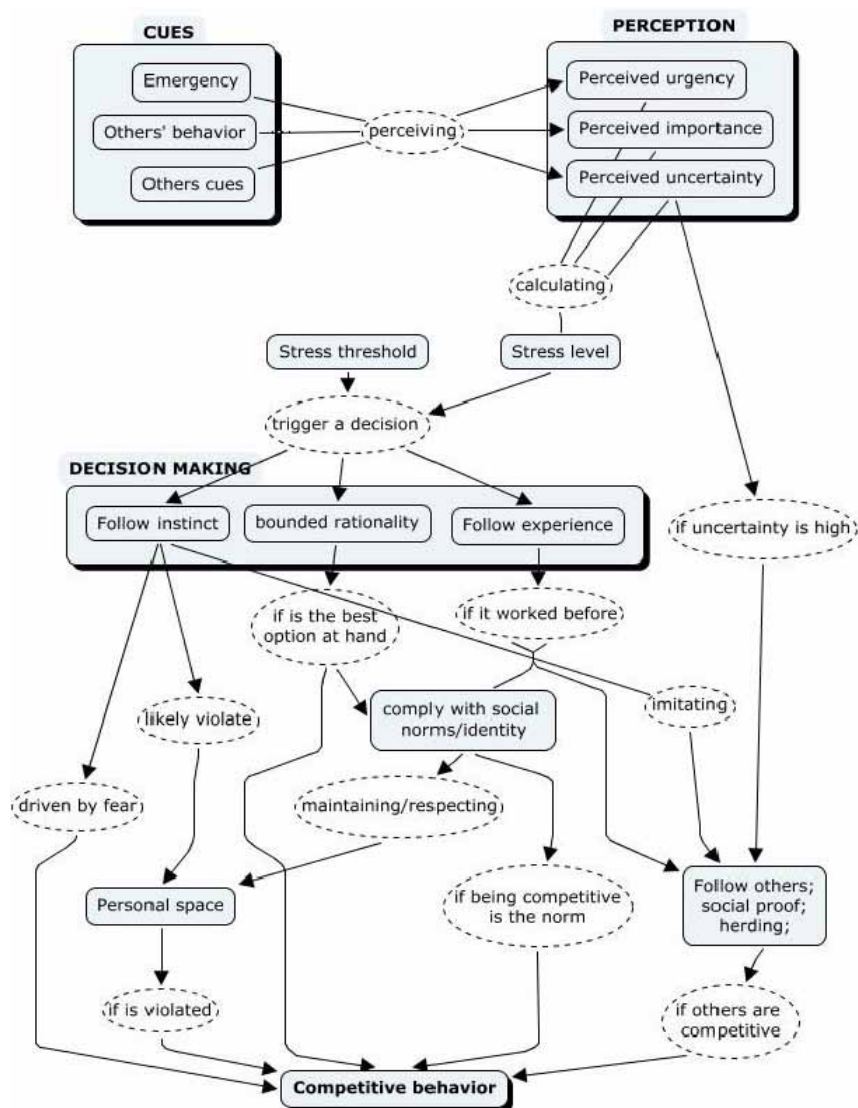 CUES
PERCEPTION
Emergency
Perceived urgency
Others' behavior
perceiving
Perceived importance
Others cues
Perceived uncertainty
calculating
Stress threshold
Stress level
trigger a decision
DECISION MAKING
Follow instinct
bounded rationality
Follow experience
if uncertainty is high
if is the best
option at hand
if it worked before
likely violate
comply with social
norms/identity
imitating
driven by fear
maintaining/respecting
Personal space
if being competitive
is the norm
Follow others;
social proof;
herding;
if is violated
if others are
competitive
Competitive behavior